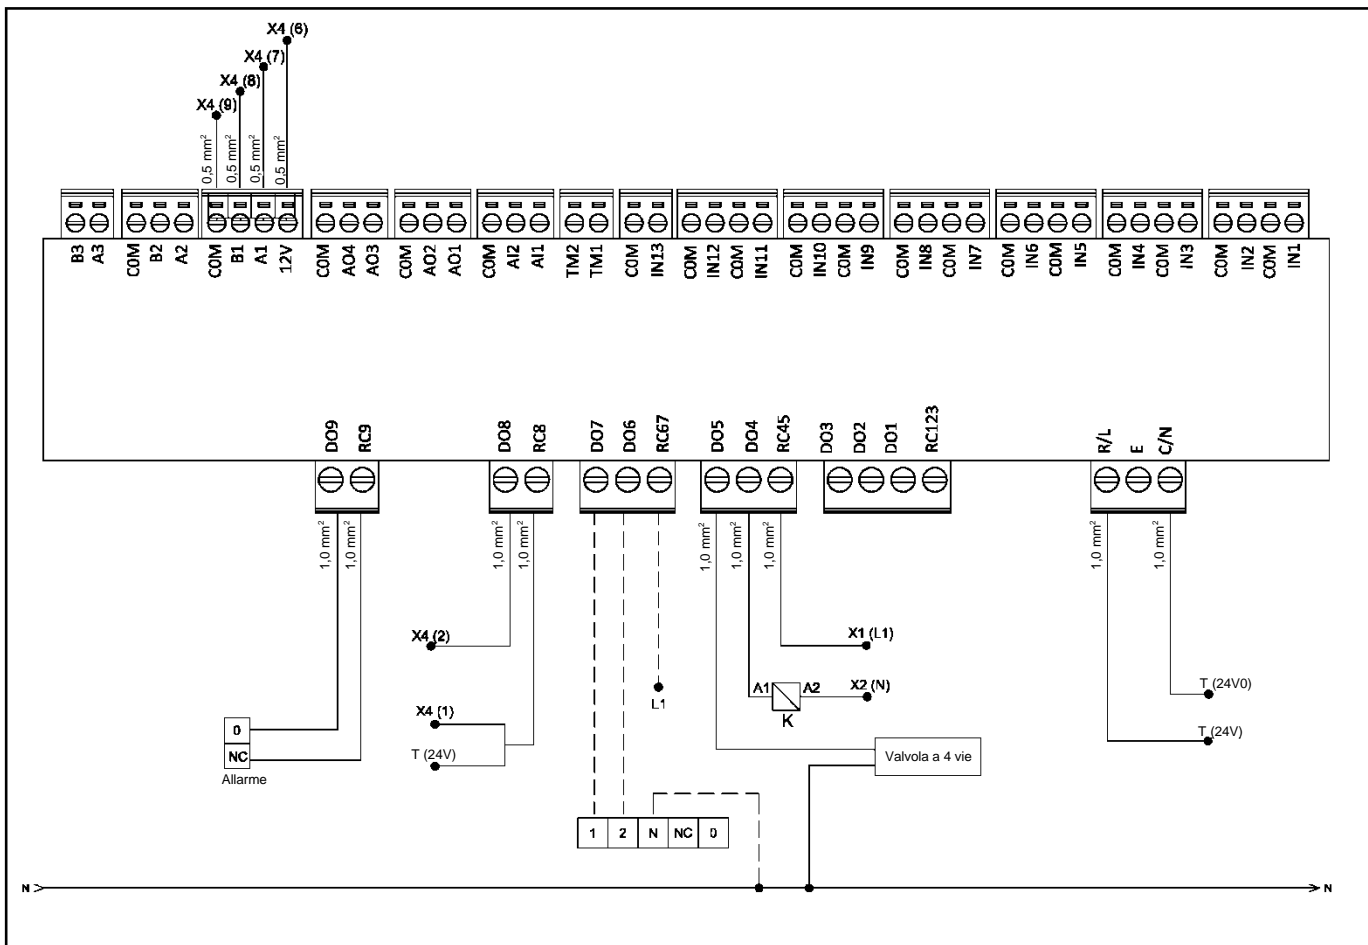 X4 (6)
X4 (7)
X4 (8)
X4 (9)
0,5 mm²
0,5 mm²
0,5 mm²
0,5 mm²
B3
A3
COM
B2
A2
COM
B1
A1
12V
COM
AO4
AO3
COM
AO2
AO1
COM
AI2
AI1
TM2
TM1
COM
IN13
COM
IN12
COM
IN11
COM
IN10
COM
IN9
COM
IN8
COM
IN7
COM
IN6
COM
IN5
COM
IN4
COM
IN3
COM
IN2
COM
IN1
DO9
RC9
DO8
RC8
DO7
DO6
RC67
DO5
DO4
RC45
DO3
DO2
DO1
RC123
R/L
E
C/N
1,0 mm²
1,0 mm²
1,0 mm²
1,0 mm²
1,0 mm²
1,0 mm²
1,0 mm²
1,0 mm²
1,0 mm²
X4 (2)
X1 (L1)
A1
A2
X2 (N)
K
L1
T (24V0)
X4 (1)
T (24V)
T (24V)
0
NC
Allarme
Valvola a 4 vie
1 2 N NC 0
N
N